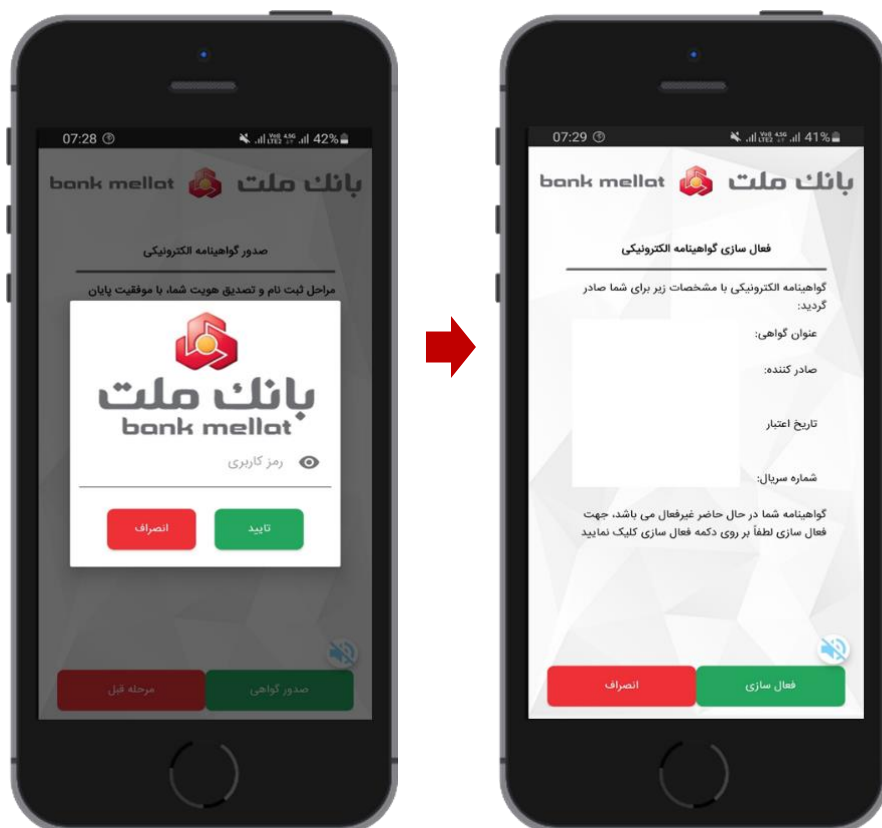 07:28
42%
bank mellat بانك ملت
صدور گواهینامه الکترونیکی
مراحل ثبت نام و تصدیق هویت شما، با موفقیت پایان
بانك ملت
bank mellat
رمز کاربری
تایید
انصراف
صدور گواهی
مرحله قبل
07:29
41%
bank mellat بانك ملت
فعال سازی گواهینامه الکترونیکی
گواهینامه الکترونیکی با مشخصات زیر برای شما صادر
گردید:
عنوان گواهی:
صادر کننده:
تاریخ اعتبار
شماره سریال:
گواهینامه شما در حال حاضر غیرفعال می باشد، جهت
فعال سازی لطفاً بر روی دکمه فعال سازی کلیک نمایید
فعال سازی
انصراف